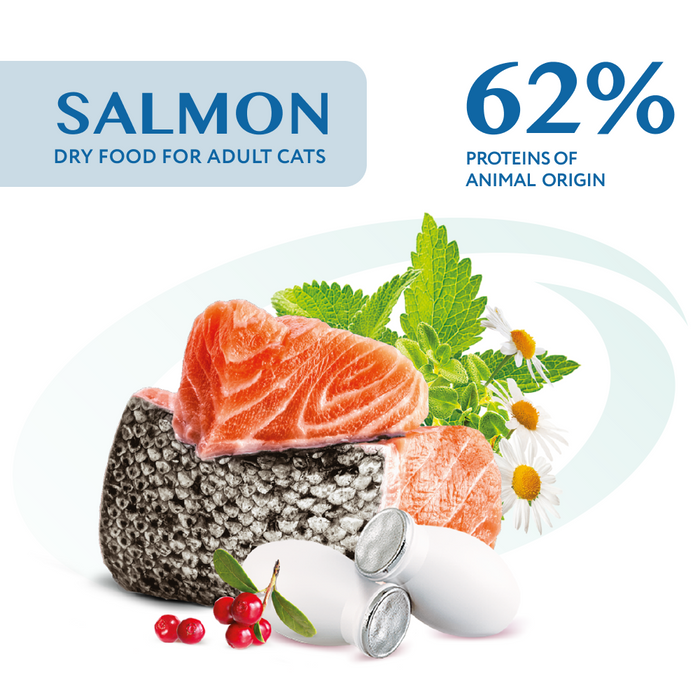 SALMON
DRY FOOD FOR ADULT CATS
62%
PROTEINS OF
ANIMAL ORIGIN